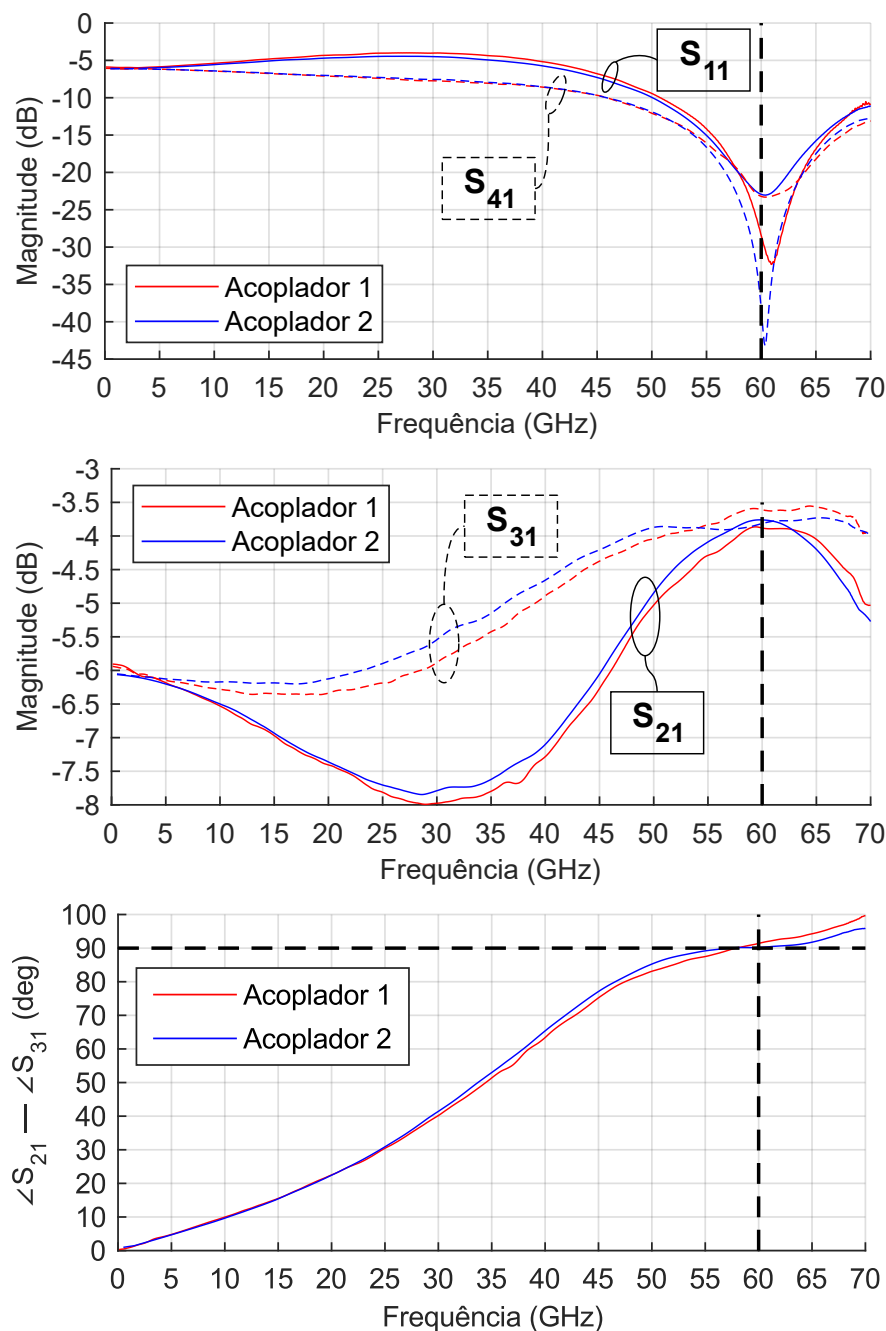 0
-5
-10
-15
-20
-25
-30
-35
-40
-45
Magnitude (dB)
S11
S41
Acoplador 1
Acoplador 2
0 5 10 15 20 25 30 35 40 45 50 55 60 65 70
Frequência (GHz)
-3
-3.5
-4
-4.5
-5
-5.5
-6
-6.5
-7
-7.5
-8
Magnitude (dB)
Acoplador 1
Acoplador 2
S31
S21
0 5 10 15 20 25 30 35 40 45 50 55 60 65 70
Frequência (GHz)
100
90
80
70
60
50
40
30
20
10
0
∠S21 — ∠S31 (deg)
Acoplador 1
Acoplador 2
0 5 10 15 20 25 30 35 40 45 50 55 60 65 70
Frequência (GHz)